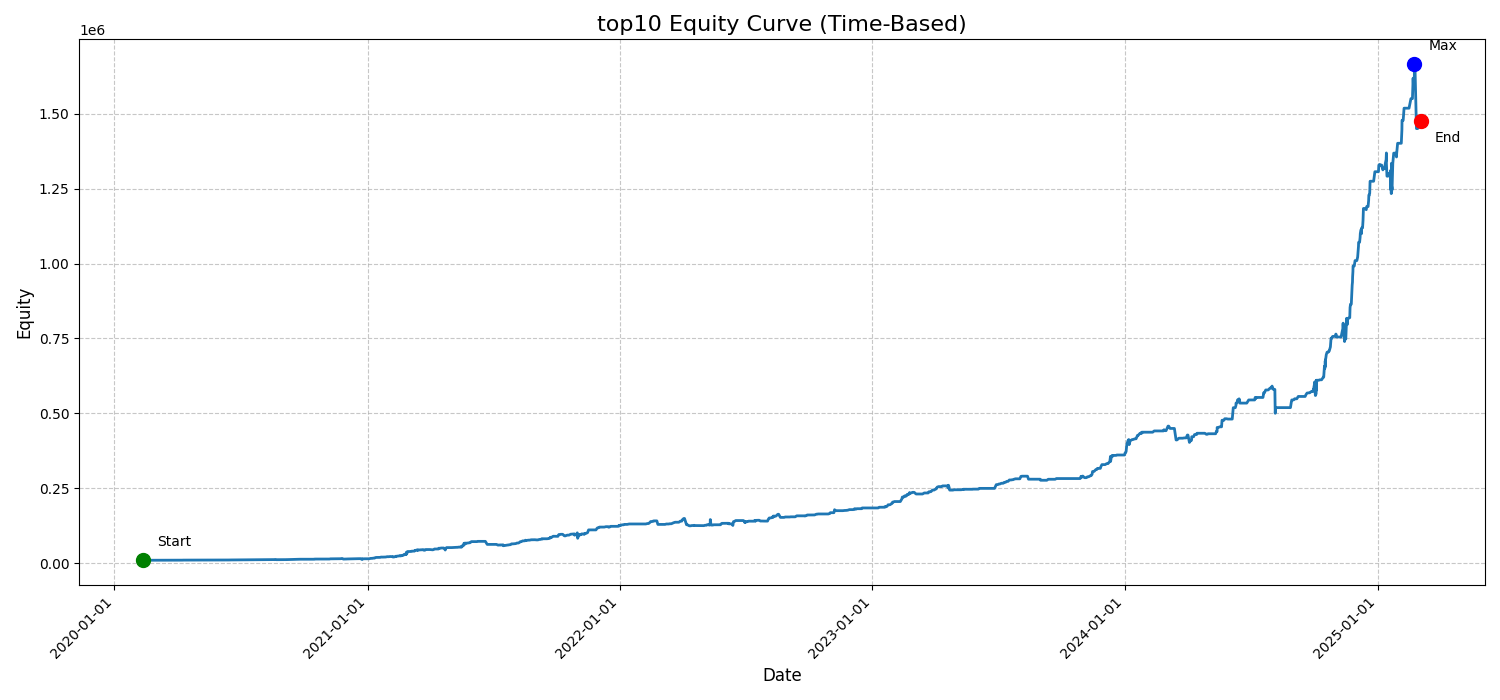 top10 Equity Curve (Time-Based)
1e6
Max
1.50
End
1.25
1.00
Equity
0.75
0.50
0.25
Start
0.00
2020-01-01
2021-01-01
2022-01-01
2023-01-01
2024-01-01
2025-01-01
Date